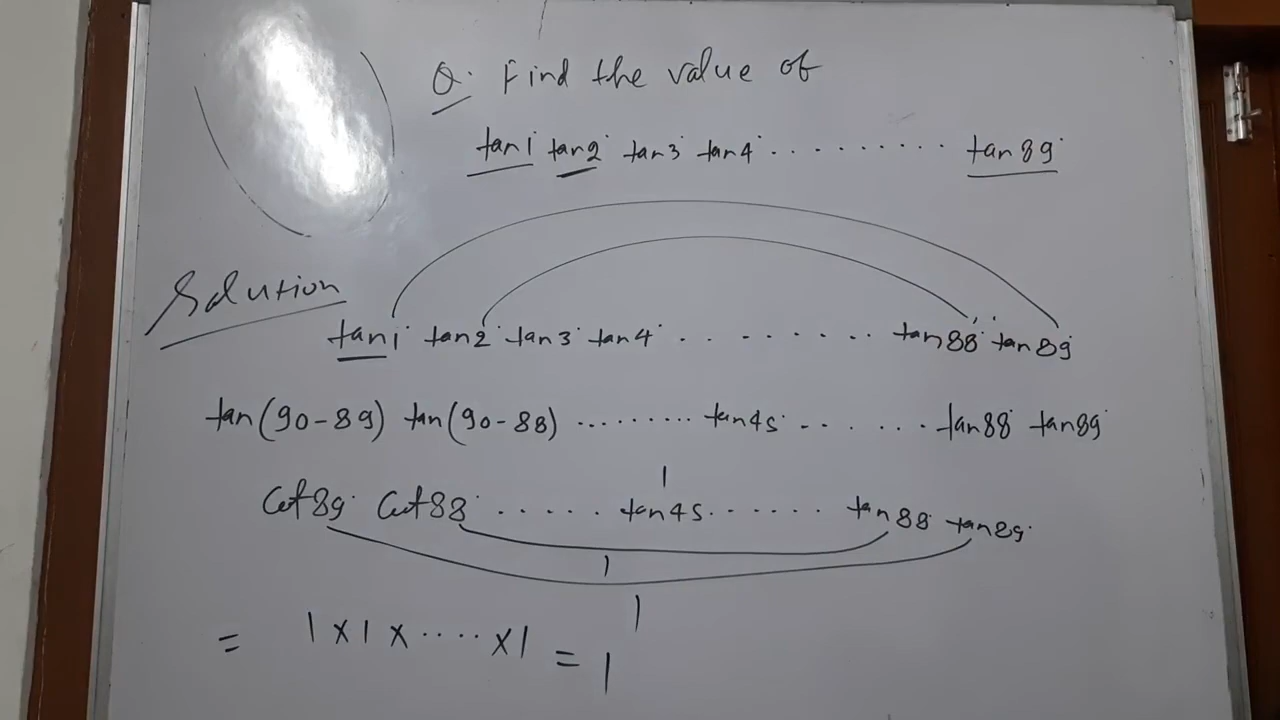 Q. Find the value of
tan1° tan2° tan3° tan4° .......... tan89°
Solution
tan1° tan2° tan3° tan4° ........ tan88° tan89°
tan(90-89) tan(90-88) ......... tan45° ....... tan88° tan89°
1
Cot89° Cot88° ...... tan45° ...... tan88° tan89°
1
1
= 1 x 1 x .... x 1 = 1